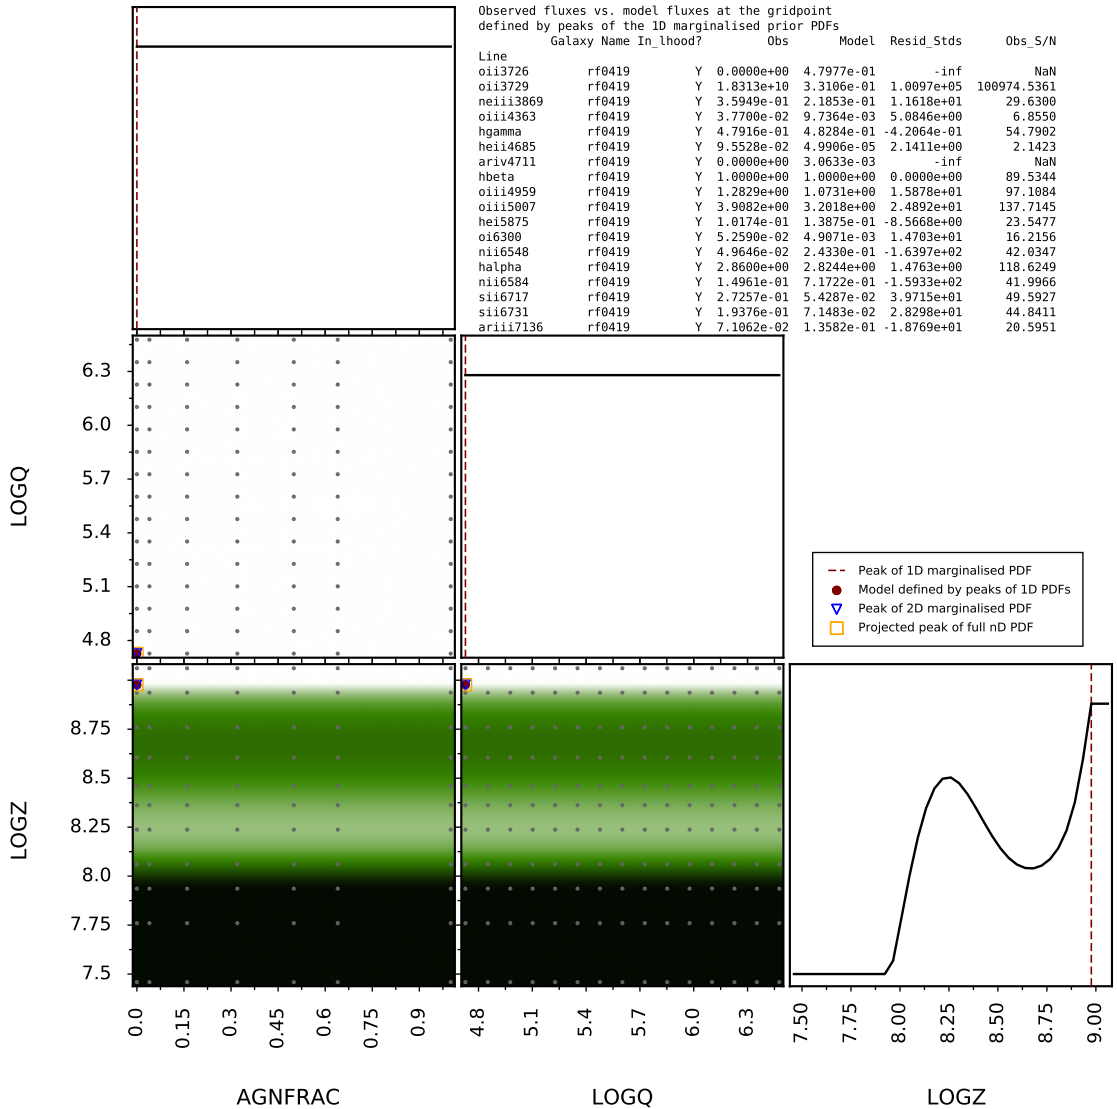 Observed fluxes vs. model fluxes at the gridpoint
defined by peaks of the 1D marginalised prior PDFs
Galaxy Name In_lhood? Obs Model Resid_Stds Obs_S/N
Line
oii3726 rf0419 Y 0.0000e+00 4.7977e-01 -inf NaN
oii3729 rf0419 Y 1.8313e+10 3.3106e-01 1.0097e+05 100974.5361
neiii3869 rf0419 Y 3.5949e-01 2.1853e-01 1.1618e+01 29.6300
oiii4363 rf0419 Y 3.7700e-02 9.7364e-03 5.0846e+00 6.8550
hgamma rf0419 Y 4.7916e-01 4.8284e-01 -4.2064e-01 54.7902
heii4685 rf0419 Y 9.5528e-02 4.9906e-05 2.1411e+00 2.1423
ariv4711 rf0419 Y 0.0000e+00 3.0633e-03 -inf NaN
hbeta rf0419 Y 1.0000e+00 1.0000e+00 0.0000e+00 89.5344
oiii4959 rf0419 Y 1.2829e+00 1.0731e+00 1.5878e+01 97.1084
oiii5007 rf0419 Y 3.9082e+00 3.2018e+00 2.4892e+01 137.7145
hei5875 rf0419 Y 1.0174e-01 1.3875e-01 -8.5668e+00 23.5477
oi6300 rf0419 Y 5.2590e-02 4.9071e-03 1.4703e+01 16.2156
nii6548 rf0419 Y 4.9646e-02 2.4330e-01 -1.6397e+02 42.0347
halpha rf0419 Y 2.8600e+00 2.8244e+00 1.4763e+00 118.6249
nii6584 rf0419 Y 1.4961e-01 7.1722e-01 -1.5933e+02 41.9966
sii6717 rf0419 Y 2.7257e-01 5.4287e-02 3.9715e+01 49.5927
sii6731 rf0419 Y 1.9376e-01 7.1483e-02 2.8298e+01 44.8411
ariii7136 rf0419 Y 7.1062e-02 1.3582e-01 -1.8769e+01 20.5951
LOGQ
6.3
6.0
5.7
5.4
5.1
4.8
Peak of 1D marginalised PDF
Model defined by peaks of 1D PDFs
Peak of 2D marginalised PDF
Projected peak of full nD PDF
LOGZ
8.75
8.5
8.25
8.0
7.75
7.5
0.0 0.15 0.3 0.45 0.6 0.75 0.9
4.8 5.1 5.4 5.7 6.0 6.3
7.50 7.75 8.00 8.25 8.50 8.75 9.00
AGNFRAC LOGQ LOGZ